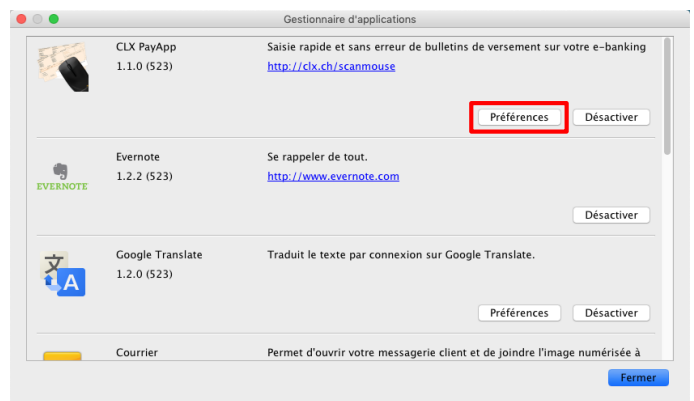 Gestionnaire d'applications
CLX PayApp
Saisie rapide et sans erreur de bulletins de versement sur votre e-banking
1.1.0 (523)
http://clx.ch/scanmouse
Préférences
Désactiver
Evernote
Se rappeler de tout.
1.2.2 (523)
http://www.evernote.com
EVERNOTE
Désactiver
Google Translate
Traduit le texte par connexion sur Google Translate.
1.2.0 (523)
文
A
Préférences
Désactiver
Courrier
Permet d'ouvrir votre messagerie client et de joindre l'image numérisée à
Fermer